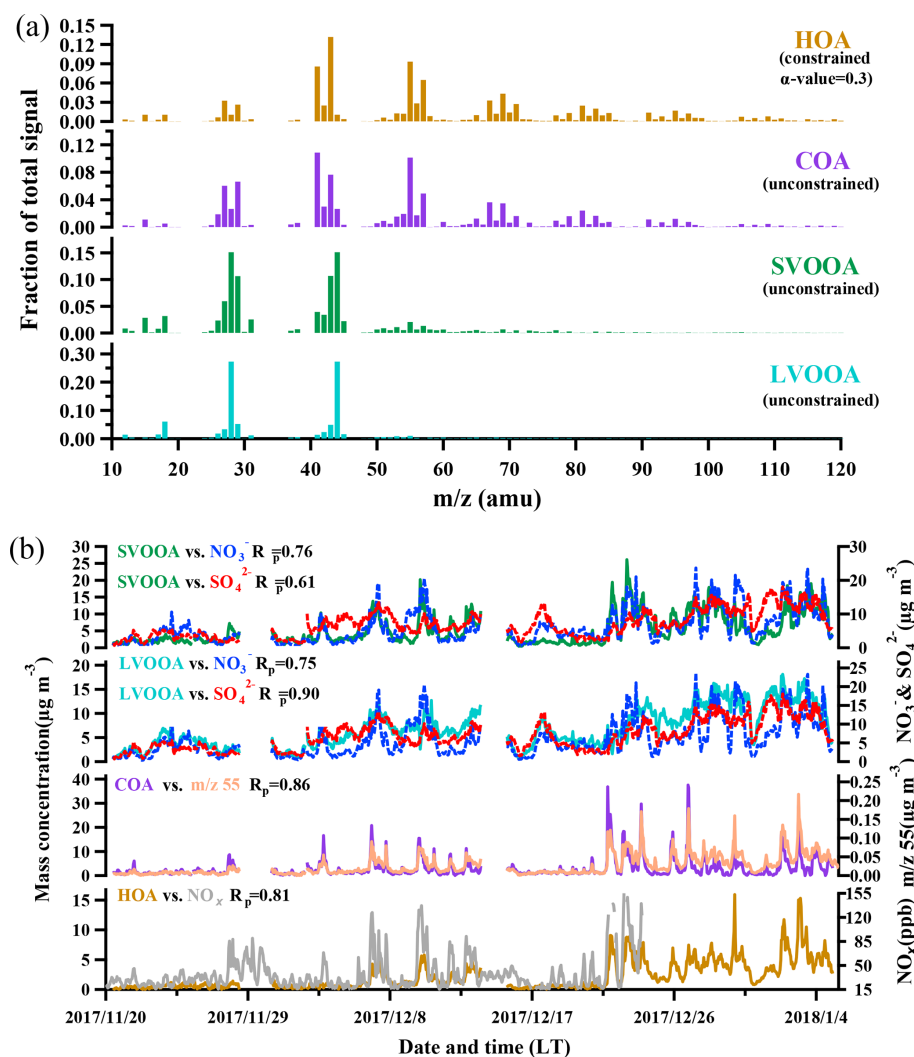 (a)
Fraction of total signal
0.15
0.12
0.09
0.06
0.03
0.00
HOA
(constrained
α-value=0.3)
0.12
0.08
0.04
0.00
COA
(unconstrained)
0.15
0.10
0.05
0.00
SVOOA
(unconstrained)
0.30
0.20
0.10
0.00
LVOOA
(unconstrained)
10 20 30 40 50 60 70 80 90 100 110 120
m/z (amu)
(b)
Mass concentration(μg m⁻³)
30
25
20
15
10
5
0
SVOOA vs. NO₃⁻ Rₚ=0.76
SVOOA vs. SO₄²⁻ Rₚ=0.61
30
20
10
0
20
15
10
5
0
LVOOA vs. NO₃⁻ Rₚ=0.75
LVOOA vs. SO₄²⁻ R =0.90
25
20
15
10
5
0
NO₃⁻ & SO₄²⁻ (μg m⁻³)
40
30
20
10
0
COA vs. m/z 55 Rₚ=0.86
0.25
0.20
0.15
0.10
0.05
0.00
m/z 55(μg m⁻³)
15
10
5
0
HOA vs. NOₓ Rₚ=0.81
155
120
85
50
15
NOₓ(ppb)
2017/11/20 2017/11/29 2017/12/8 2017/12/17 2017/12/26 2018/1/4
Date and time (LT)